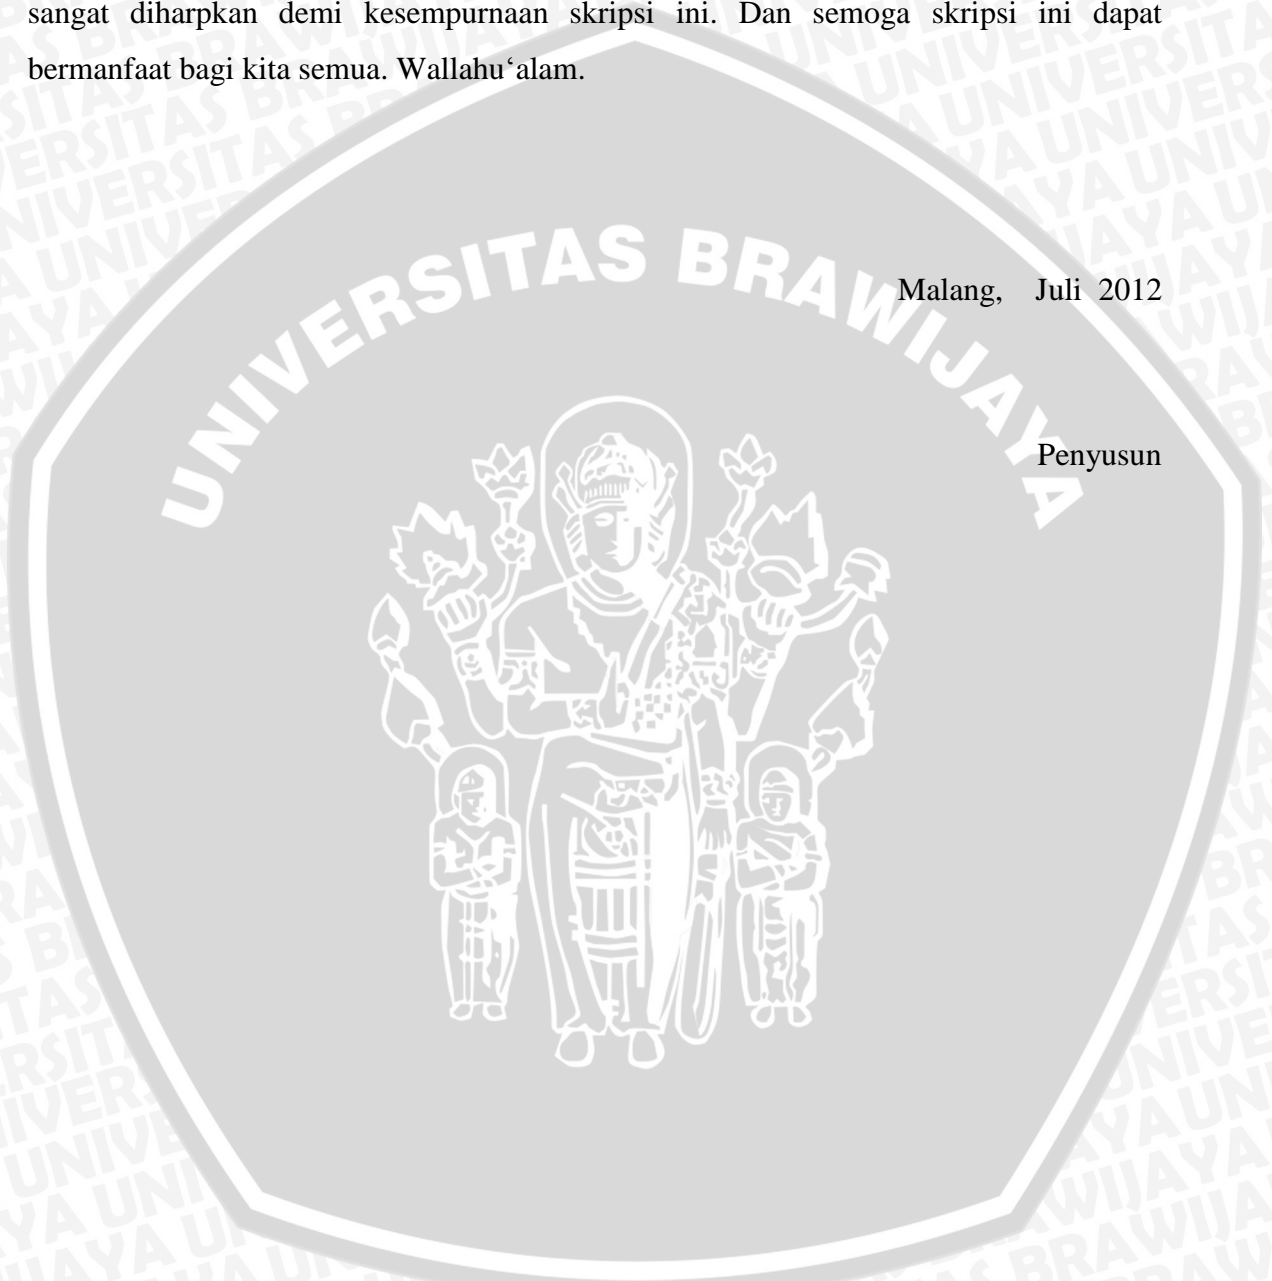 sangat diharpkan demi kesempurnaan skripsi ini. Dan semoga skripsi ini dapat
bermanfaat bagi kita semua. Wallahu‘alam.
UNIVERSITAS BRAWIJAYA
Malang, Juli 2012
Penyusun